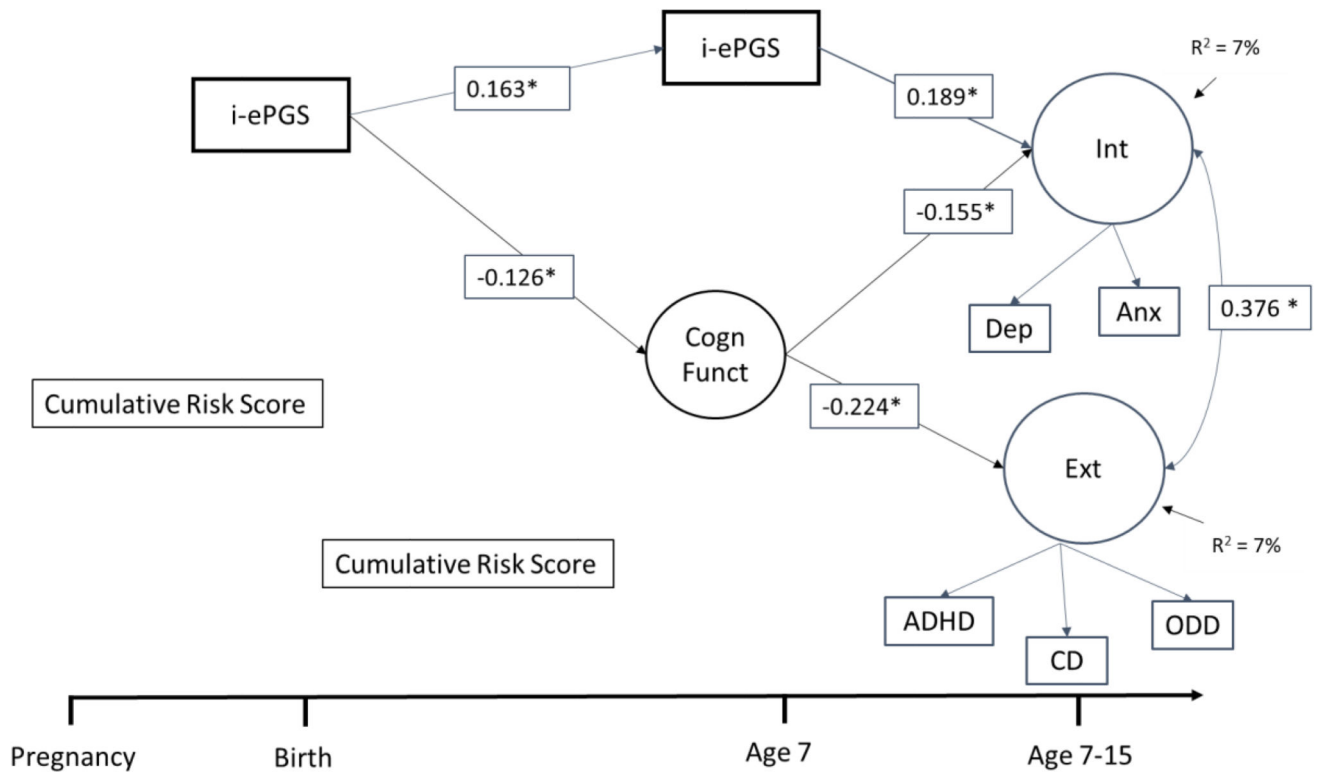 i-ePGS
R² = 7%
i-ePGS
0.163*
0.189*
Int
-0.155*
-0.126*
Dep
Anx
0.376 *
Cogn
Funct
Cumulative Risk Score
-0.224*
Ext
R² = 7%
Cumulative Risk Score
ADHD
CD
ODD
Pregnancy
Birth
Age 7
Age 7-15